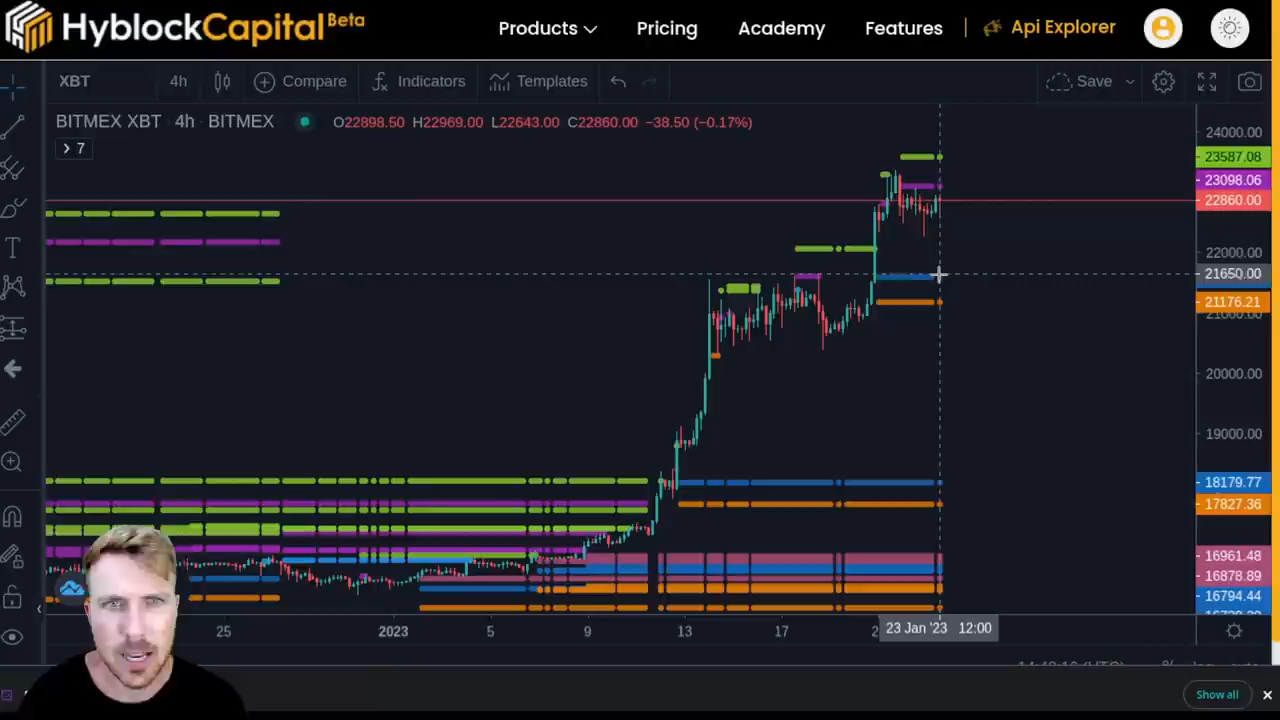 HyblockCapital Beta
Products Pricing Academy Features Api Explorer
XBT 4h Compare Indicators Templates Save
BITMEX XBT 4h BITMEX O22898.50 H22969.00 L22643.00 C22860.00 −38.50 (−0.17%)
7
24000.00
23587.08
23098.06
22860.00
22000.00
21650.00
21176.21
21000.00
20000.00
19000.00
18179.77
17827.36
16961.48
16878.89
16794.44
25 2023 5 9 13 17 23 Jan '23 12:00
Show all